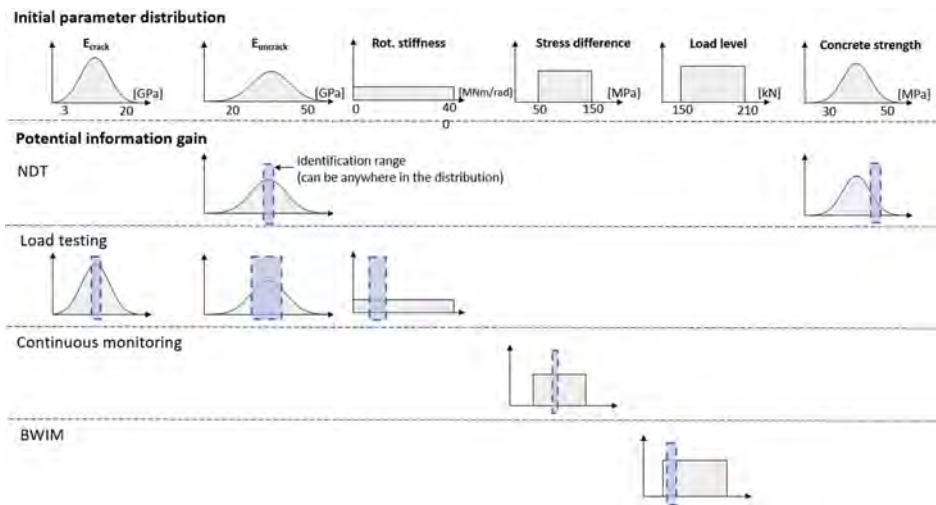 Initial parameter distribution
Ecrack
Euncrack
Rot. stiffness
Stress difference
Load level
Concrete strength
[GPa]
[GPa]
[MNm/rad]
[MPa]
[kN]
[MPa]
3 20
20 50
0 40
0
50 150
150 210
30 50
Potential information gain
NDT
Identification range
(can be anywhere in the distribution)
Load testing
Continuous monitoring
BWIM